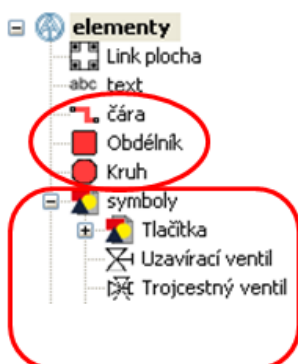 elementy
Link plocha
abc text
čára
Obdélník
Kruh
symboly
Tlačítka
Uzavírací ventil
Trojcestný ventil